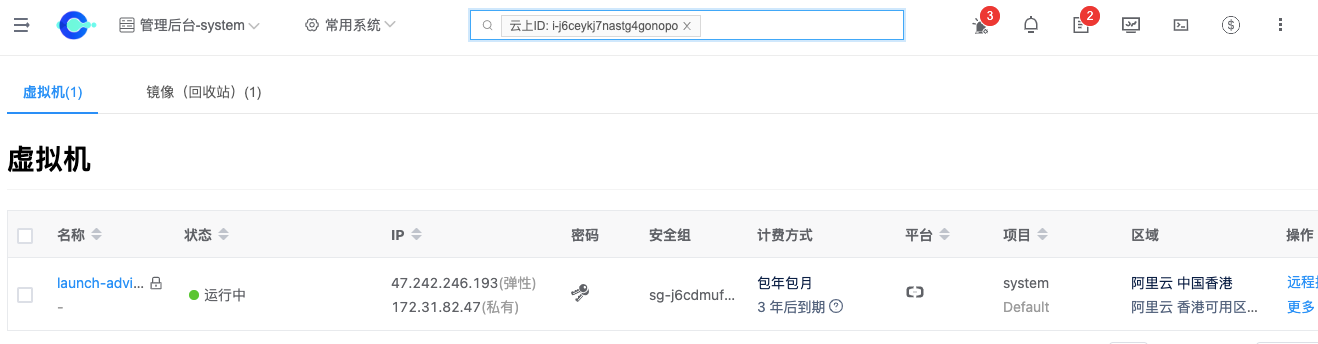 管理后台-system
常用系统
云上ID: i-j6ceykj7nastg4gonopo
3
2
虚拟机(1)
镜像（回收站）(1)
虚拟机
名称 状态 IP 密码 安全组 计费方式 平台 项目 区域 操作
launch-advi... 运行中 47.242.246.193(弹性) sg-j6cdmuf... 包年包月 system 阿里云 中国香港 远程
- 172.31.82.47(私有) 3 年后到期 Default 阿里云 香港可用区... 更多